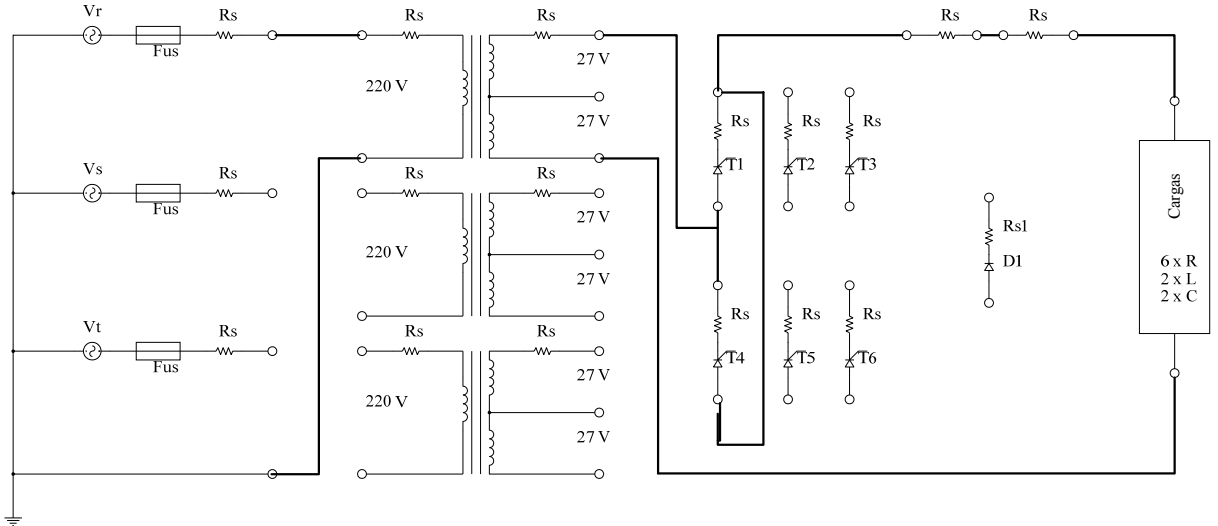 Vr
Rs
Rs
Rs
Rs
Rs
Fus
27 V
220 V
27 V
Rs
Rs
Rs
T1
T2
T3
Vs
Rs
Rs
Rs
Fus
27 V
Cargas
220 V
Rs1
27 V
D1
6 x R
2 x L
2 x C
Rs
Rs
Rs
Vt
Rs
Rs
Rs
T4
T5
T6
Fus
27 V
220 V
27 V